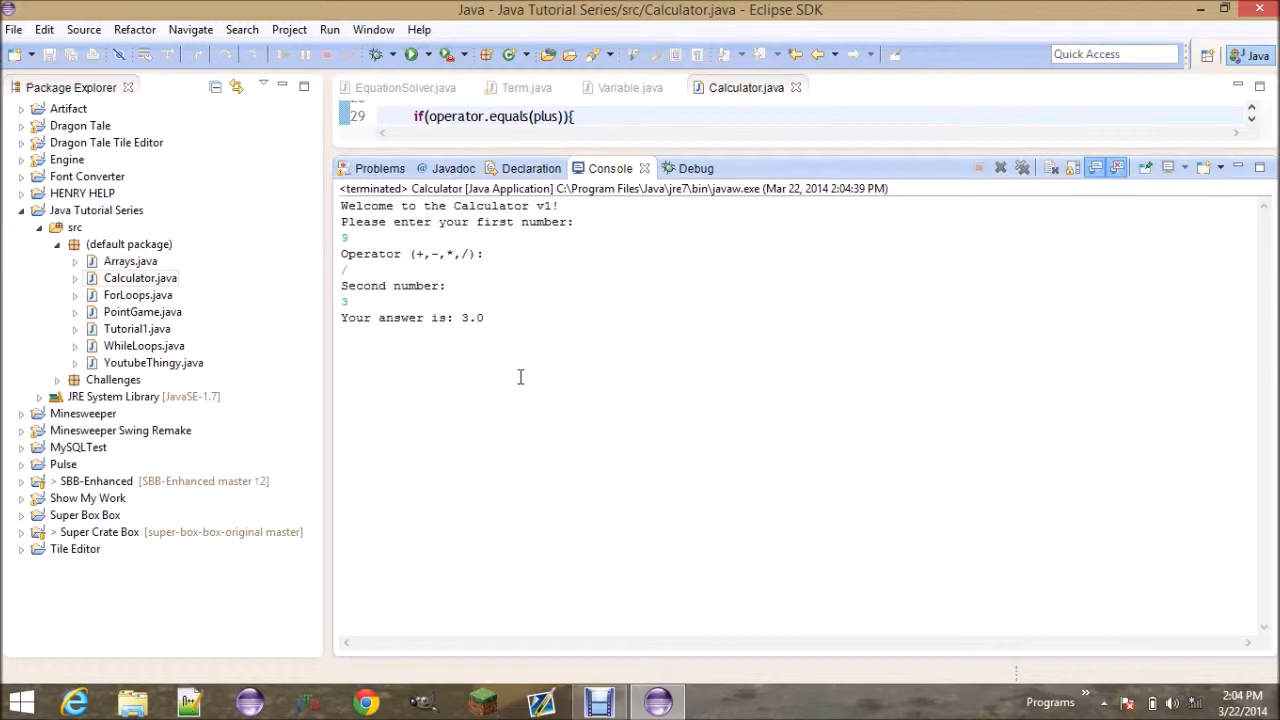 Java - Java Tutorial Series/src/Calculator.java - Eclipse SDK
File Edit Source Refactor Navigate Search Project Run Window Help
Quick Access
Java
Package Explorer
EquationSolver.java Term.java Variable.java Calculator.java
29 if(operator.equals(plus)){
Problems Javadoc Declaration Console Debug
<terminated> Calculator [Java Application] C:\Program Files\Java\jre7\bin\javaw.exe (Mar 22, 2014 2:04:39 PM)
Welcome to the Calculator v1!
Please enter your first number:
9
Operator (+,-,*,/):
/
Second number:
3
Your answer is: 3.0
Artifact
Dragon Tale
Dragon Tale Tile Editor
Engine
Font Converter
HENRY HELP
Java Tutorial Series
src
(default package)
Arrays.java
Calculator.java
ForLoops.java
PointGame.java
Tutorial1.java
WhileLoops.java
YoutubeThingy.java
Challenges
JRE System Library [JavaSE-1.7]
Minesweeper
Minesweeper Swing Remake
MySQLTest
Pulse
> SBB-Enhanced [SBB-Enhanced master ↑2]
Show My Work
Super Box Box
> Super Crate Box [super-box-box-original master]
Tile Editor
Programs
2:04 PM
3/22/2014